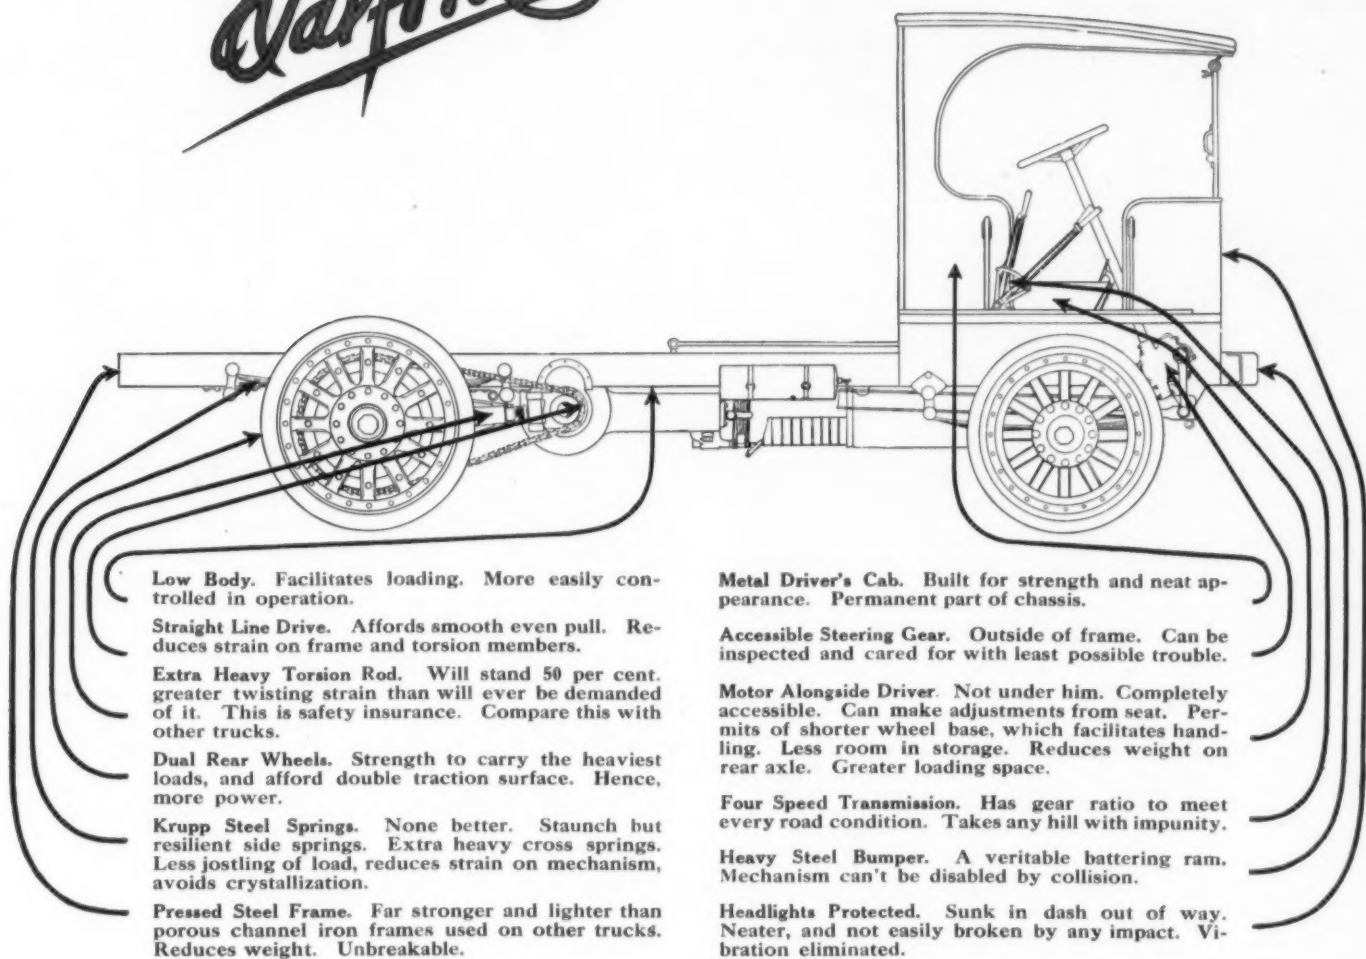 Low Body. Facilitates loading. More easily con-
trolled in operation.
Straight Line Drive. Affords smooth even pull. Re-
duces strain on frame and torsion members.
Extra Heavy Torsion Rod. Will stand 50 per cent.
greater twisting strain than will ever be demanded
of it. This is safety insurance. Compare this with
other trucks.
Dual Rear Wheels. Strength to carry the heaviest
loads, and afford double traction surface. Hence,
more power.
Krupp Steel Springs. None better. Staunch but
resilient side springs. Extra heavy cross springs.
Less jostling of load, reduces strain on mechanism,
avoids crystallization.
Pressed Steel Frame. Far stronger and lighter than
porous channel iron frames used on other trucks.
Reduces weight. Unbreakable.
Metal Driver's Cab. Built for strength and neat ap-
pearance. Permanent part of chassis.
Accessible Steering Gear. Outside of frame. Can be
inspected and cared for with least possible trouble.
Motor Alongside Driver. Not under him. Completely
accessible. Can make adjustments from seat. Per-
mits of shorter wheel base, which facilitates hand-
ling. Less room in storage. Reduces weight on
rear axle. Greater loading space.
Four Speed Transmission. Has gear ratio to meet
every road condition. Takes any hill with impunity.
Heavy Steel Bumper. A veritable battering ram.
Mechanism can't be disabled by collision.
Headlights Protected. Sunk in dash out of way.
Neater, and not easily broken by any impact. Vi-
bration eliminated.